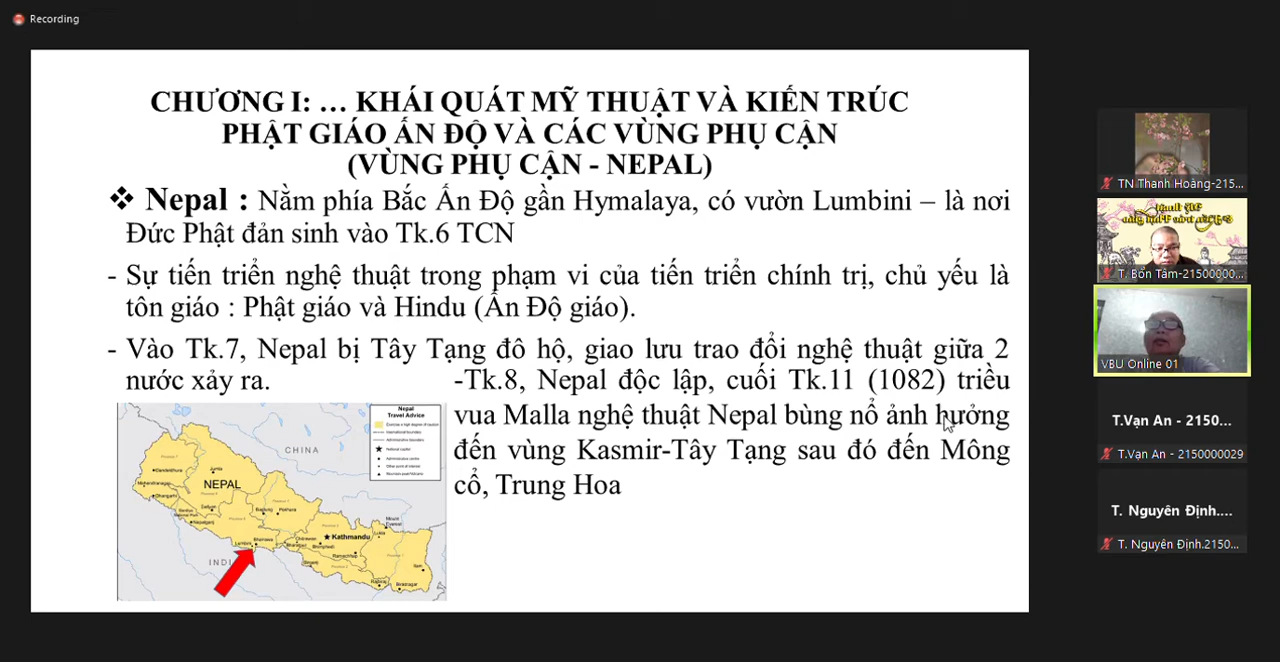 Recording
CHƯƠNG I: … KHÁI QUÁT MỸ THUẬT VÀ KIẾN TRÚC
PHẬT GIÁO ẤN ĐỘ VÀ CÁC VÙNG PHỤ CẬN
(VÙNG PHỤ CẬN - NEPAL)
❖ Nepal : Nằm phía Bắc Ấn Độ gần Hymalaya, có vườn Lumbini – là nơi
Đức Phật đản sinh vào Tk.6 TCN
- Sự tiến triển nghệ thuật trong phạm vi của tiến triển chính trị, chủ yếu là
tôn giáo : Phật giáo và Hindu (Ấn Độ giáo).
- Vào Tk.7, Nepal bị Tây Tạng đô hộ, giao lưu trao đổi nghệ thuật giữa 2
nước xảy ra.
-Tk.8, Nepal độc lập, cuối Tk.11 (1082) triều
vua Malla nghệ thuật Nepal bùng nổ ảnh hưởng
đến vùng Kasmir-Tây Tạng sau đó đến Mông
cổ, Trung Hoa
Nepal
Travel Advice
CHINA
NEPAL
Kathmandu
INDI
TN Thanh Hoàng-215...
T. Bổn Tâm-21500000...
VBU Online 01
T.Vạn An - 2150...
T.Vạn An - 2150000029
T. Nguyên Định....
T. Nguyên Định.2150...